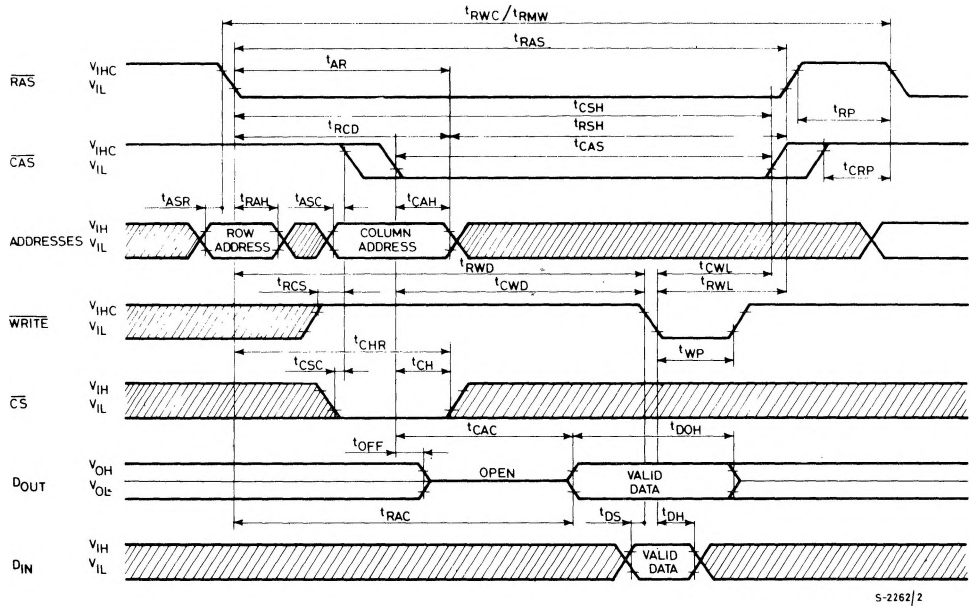 tRWC/tRMW
tRAS
tAR
RAS
VIHC
VIL
tCSH
tRP
tRCD
tRSH
CAS
VIHC
VIL
tCAS
tCRP
tASR
tRAH
tASC
tCAH
ADDRESSES
VIH
VIL
ROW ADDRESS
COLUMN ADDRESS
tRWD
tCWL
tRCS
tCWD
tRWL
WRITE
VIHC
VIL
tCHR
tWP
tCSC
tCH
CS
VIH
VIL
tCAC
tDOH
tOFF
DOUT
VOH
VOL
OPEN
VALID DATA
tRAC
tDS
tDH
DIN
VIH
VIL
VALID DATA
S-2262/2